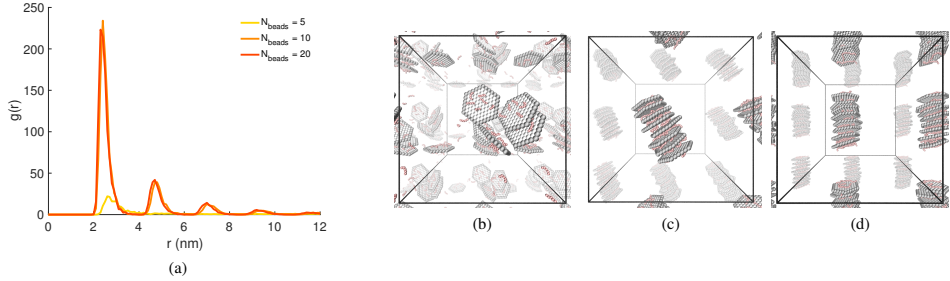 g(r)
250
200
150
100
50
0
0 2 4 6 8 10 12
r (nm)
N_beads = 5
N_beads = 10
N_beads = 20
(a)
(b)
(c)
(d)